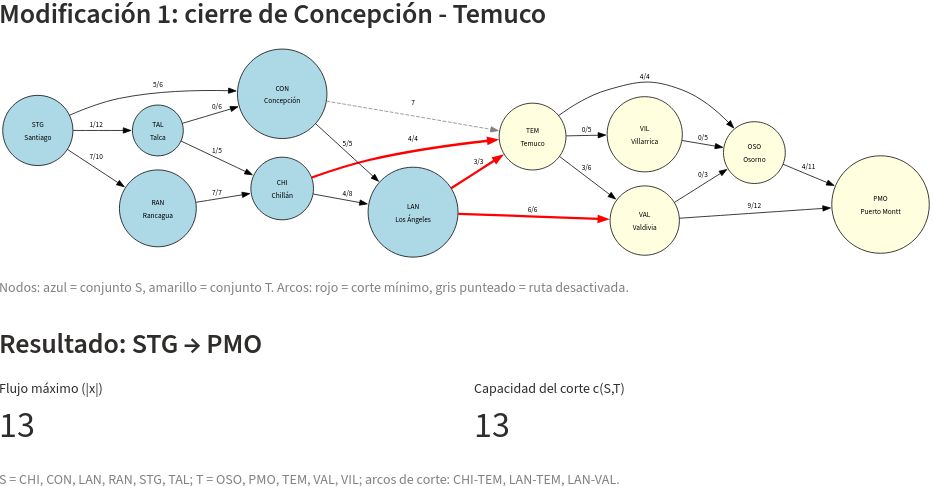 Modificación 1: cierre de Concepción - Temuco
STG
Santiago
5/6
1/12
7/10
TAL
Talca
0/6
1/5
RAN
Rancagua
7/7
CON
Concepción
7
5/5
CHI
Chillán
4/4
4/8
LAN
Los Ángeles
3/3
6/6
TEM
Temuco
4/4
0/5
3/6
VIL
Villarrica
0/5
VAL
Valdivia
0/3
9/12
OSO
Osorno
4/11
PMO
Puerto Montt
Nodos: azul = conjunto S, amarillo = conjunto T. Arcos: rojo = corte mínimo, gris punteado = ruta desactivada.
Resultado: STG → PMO
Flujo máximo (|x|)
13
Capacidad del corte c(S,T)
13
S = CHI, CON, LAN, RAN, STG, TAL; T = OSO, PMO, TEM, VAL, VIL; arcos de corte: CHI-TEM, LAN-TEM, LAN-VAL.